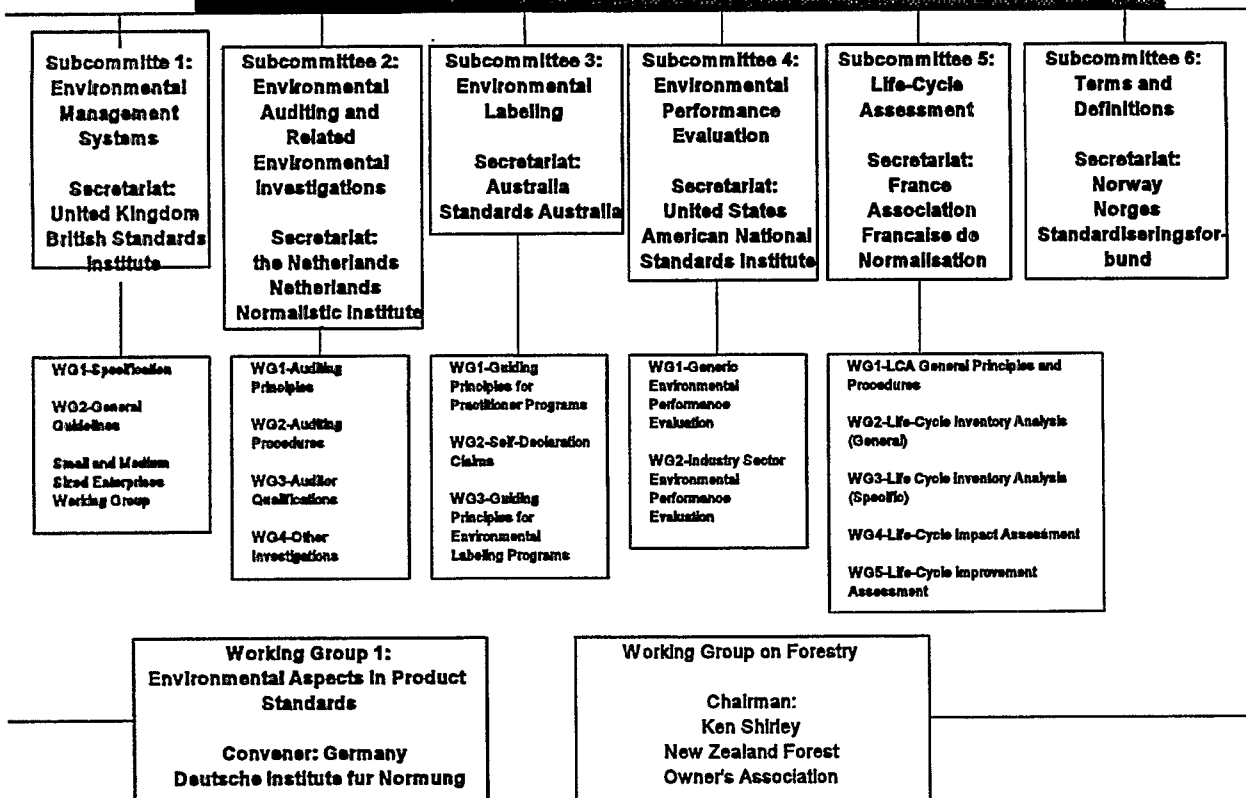 Subcommitte 1:
Environmental
Management
Systems
Secretariat:
United Kingdom
British Standards
Institute
Subcommittee 2:
Environmental
Auditing and
Related
Environmental
Investigations
Secretariat:
the Netherlands
Netherlands
Normalistic Institute
Subcommittee 3:
Environmental
Labeling
Secretariat:
Australia
Standards Australia
Subcommittee 4:
Environmental
Performance
Evaluation
Secretariat:
United States
American National
Standards Institute
Subcommittee 5:
Life-Cycle
Assessment
Secretariat:
France
Association
Francaise de
Normalisation
Subcommittee 6:
Terms and
Definitions
Secretariat:
Norway
Norges
Standardiseringsfor-
bund
WG1-Specification
WG2-General
Guidelines
Small and Medium
Sized Enterprises
Working Group
WG1-Auditing
Principles
WG2-Auditing
Procedures
WG3-Auditor
Qualifications
WG4-Other
Investigations
WG1-Guiding
Principles for
Practitioner Programs
WG2-Self-Declaration
Claims
WG3-Guiding
Principles for
Environmental
Labeling Programs
WG1-Generic
Environmental
Performance
Evaluation
WG2-Industry Sector
Environmental
Performance
Evaluation
WG1-LCA General Principles and
Procedures
WG2-Life-Cycle Inventory Analysis
(General)
WG3-Life Cycle Inventory Analysis
(Specific)
WG4-Life-Cycle Impact Assessment
WG5-Life-Cycle Improvement
Assessment
Working Group 1:
Environmental Aspects in Product
Standards
Convener: Germany
Deutsche Institute fur Normung
Working Group on Forestry
Chairman:
Ken Shirley
New Zealand Forest
Owner's Association